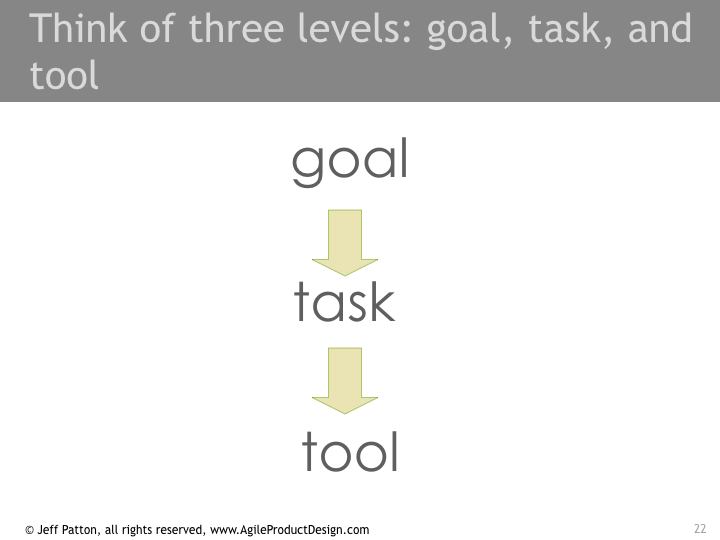 Think of three levels: goal, task, and
tool
goal
task
tool
© Jeff Patton, all rights reserved, www.AgileProductDesign.com
22